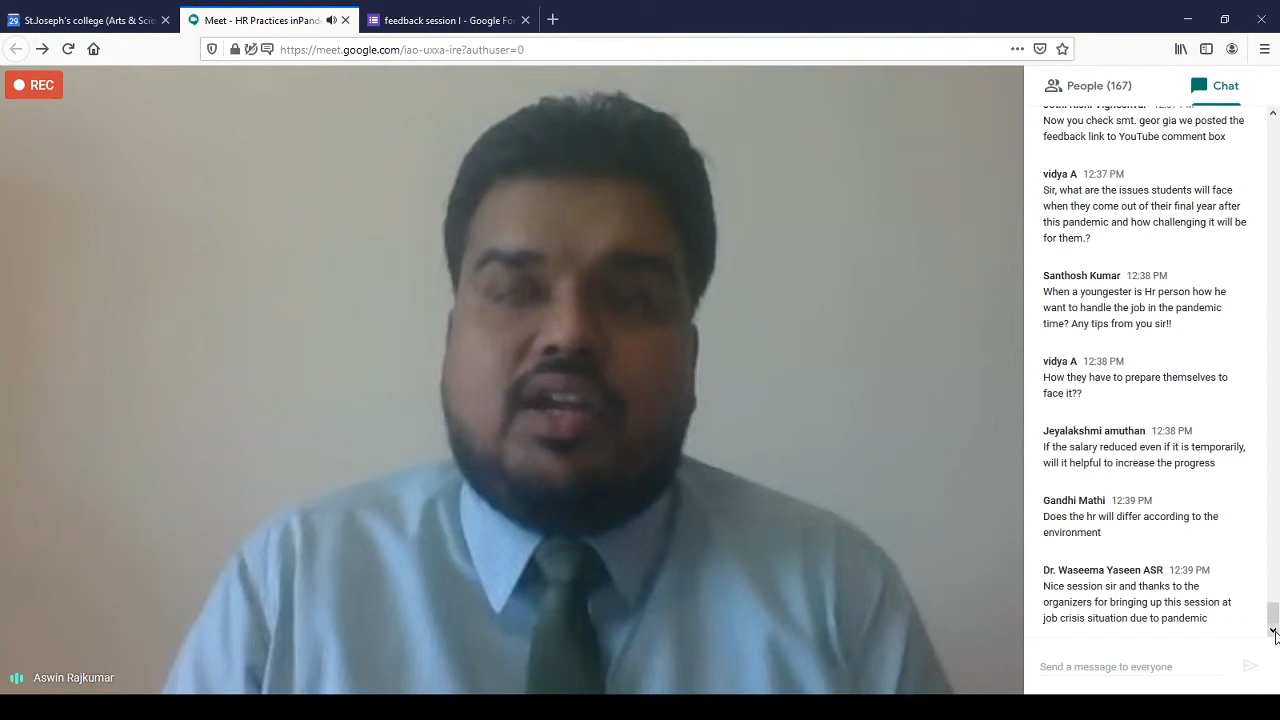 29 St.Joseph's college (Arts & Scie
Meet - HR Practices inPand
feedback session I - Google For
https://meet.google.com/iao-uxxa-ire?authuser=0
REC
People (167)
Chat
Now you check smt. geor gia we posted the
feedback link to YouTube comment box
vidya A 12:37 PM
Sir, what are the issues students will face
when they come out of their final year after
this pandemic and how challenging it will be
for them.?
Santhosh Kumar 12:38 PM
When a youngester is Hr person how he
want to handle the job in the pandemic
time? Any tips from you sir!!
vidya A 12:38 PM
How they have to prepare themselves to
face it??
Jeyalakshmi amuthan 12:38 PM
If the salary reduced even if it is temporarily,
will it helpful to increase the progress
Gandhi Mathi 12:39 PM
Does the hr will differ according to the
environment
Dr. Waseema Yaseen ASR 12:39 PM
Nice session sir and thanks to the
organizers for bringing up this session at
job crisis situation due to pandemic
Send a message to everyone
Aswin Rajkumar